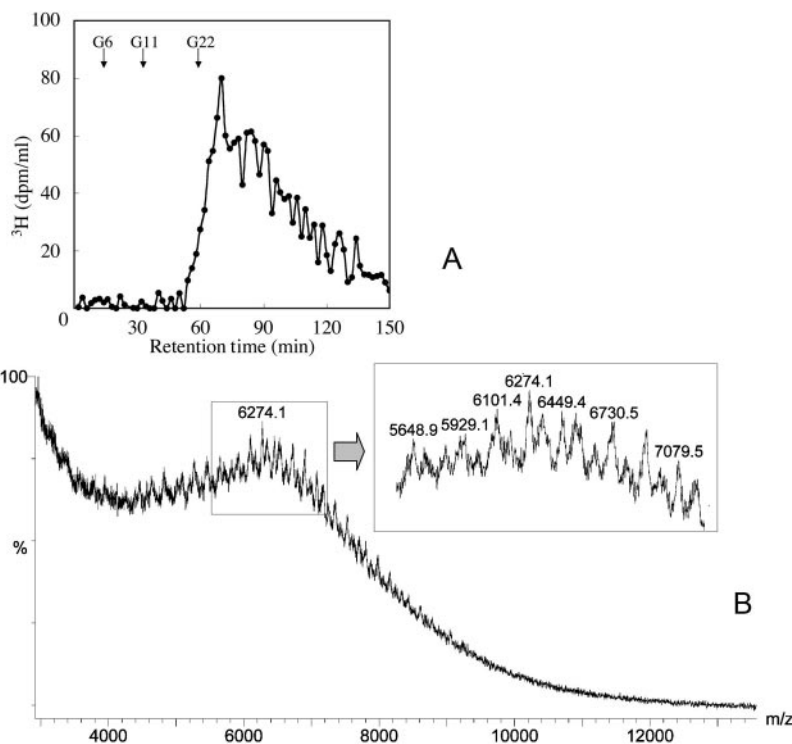 100
80
60
40
20
0
³H (dpm/ml)
G6 G11 G22
30 60 90 120 150
Retention time (min)
A
100
%
6274.1
5648.9 5929.1 6101.4 6274.1 6449.4 6730.5 7079.5
B
4000 6000 8000 10000 12000 m/z